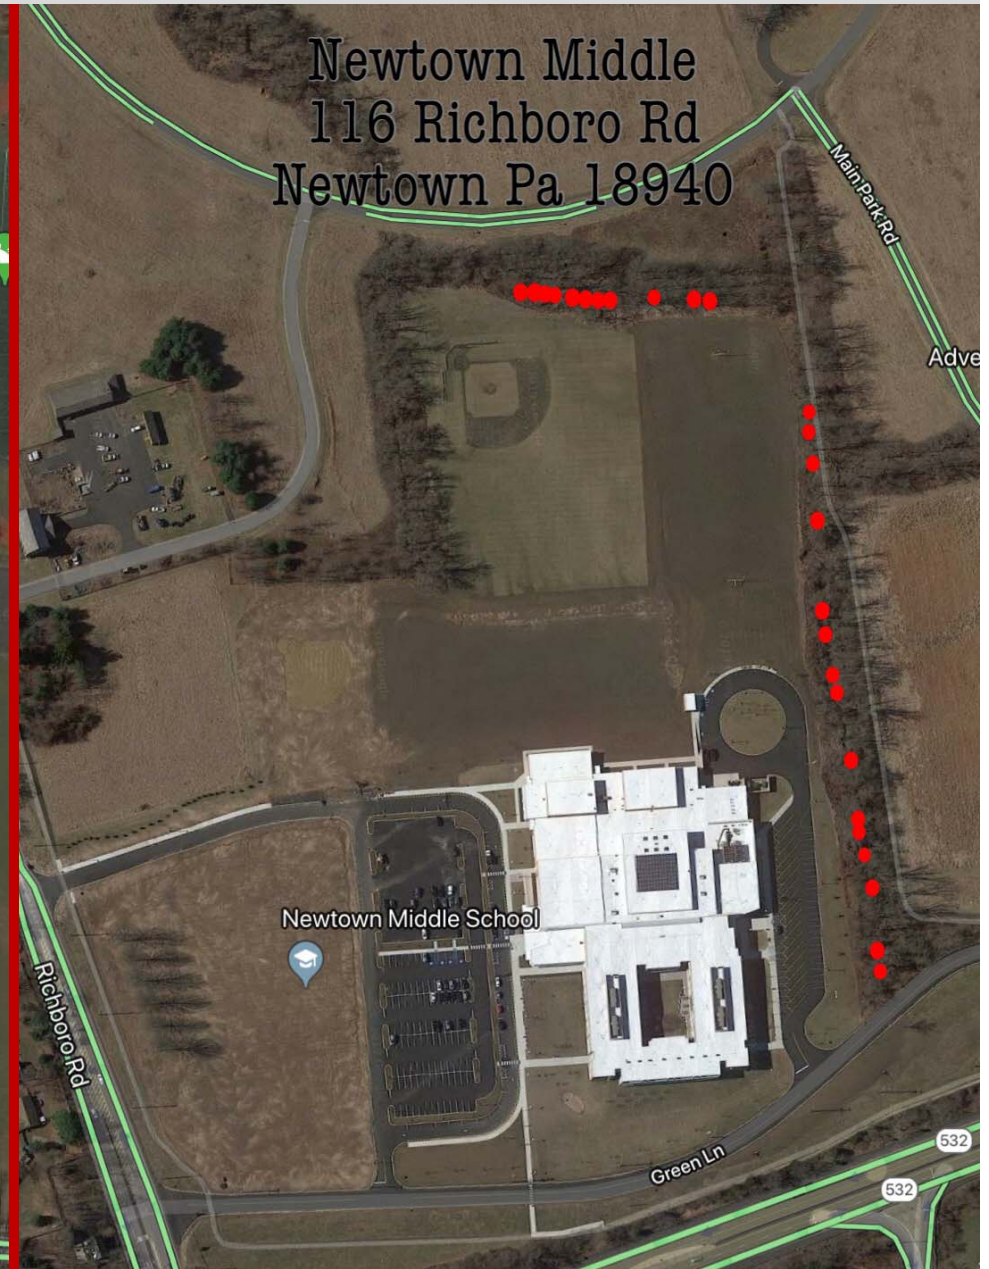 Newtown Middle
116 Richboro Rd
Newtown Pa 18940
Main Park Rd
Adve
Newtown Middle School
Richboro Rd
Green Ln
532
532